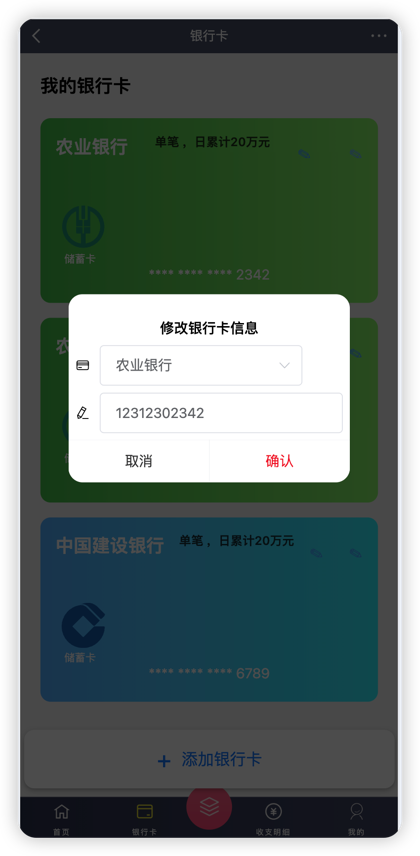 银行卡
我的银行卡
农业银行 单笔 ，日累计20万元
储蓄卡
**** **** **** 2342
修改银行卡信息
农业银行
12312302342
取消 确认
中国建设银行 单笔 ，日累计20万元
储蓄卡
**** **** **** 6789
+ 添加银行卡
首页 银行卡 收支明细 我的